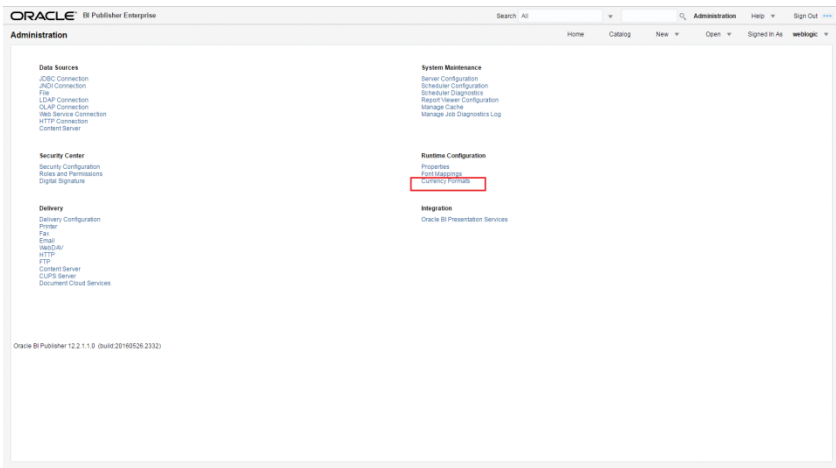 ORACLE BI Publisher Enterprise
Search All Administration Help Sign Out
Administration
Home Catalog New Open Signed In As weblogic
Data Sources
JDBC Connection
JNDI Connection
File
LDAP Connection
OLAP Connection
Web Service Connection
HTTP Connection
Content Server
System Maintenance
Server Configuration
Scheduler Configuration
Scheduler Diagnostics
Report Viewer Configuration
Manage Cache
Manage Job Diagnostics Log
Security Center
Security Configuration
Roles and Permissions
Digital Signature
Runtime Configuration
Properties
Font Mappings
Currency Formats
Delivery
Delivery Configuration
Printer
Fax
Email
WebDAV
HTTP
FTP
Content Server
CUPS Server
Document Cloud Services
Integration
Oracle BI Presentation Services
Oracle BI Publisher 12.2.1.1.0 (build:20160526.2332)